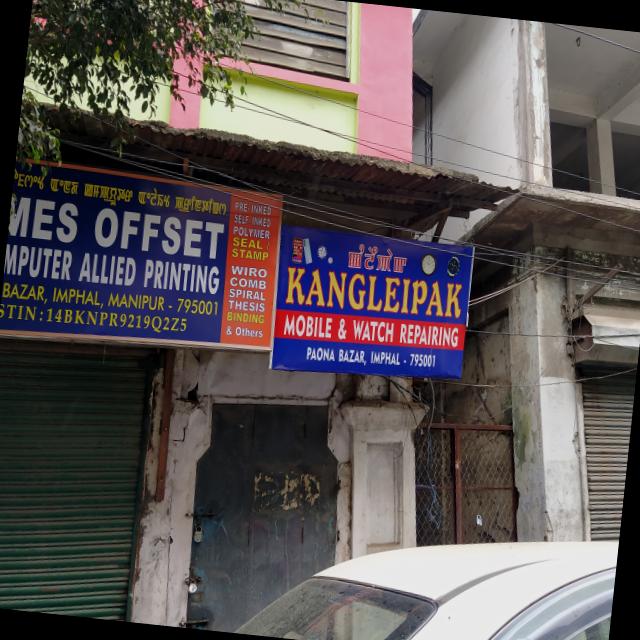 MES OFFSET
MPUTER ALLIED PRINTING
BAZAR, IMPHAL, MANIPUR - 795001
STIN:14BKNPR9219Q2Z5
PRE-INKED
SELF INKED
POLYMER
SEAL &
STAMP
WIRO
COMB
SPIRAL
THESIS
BINDING
& Others
KANGLEIPAK
MOBILE & WATCH REPAIRING
PAONA BAZAR, IMPHAL - 795001